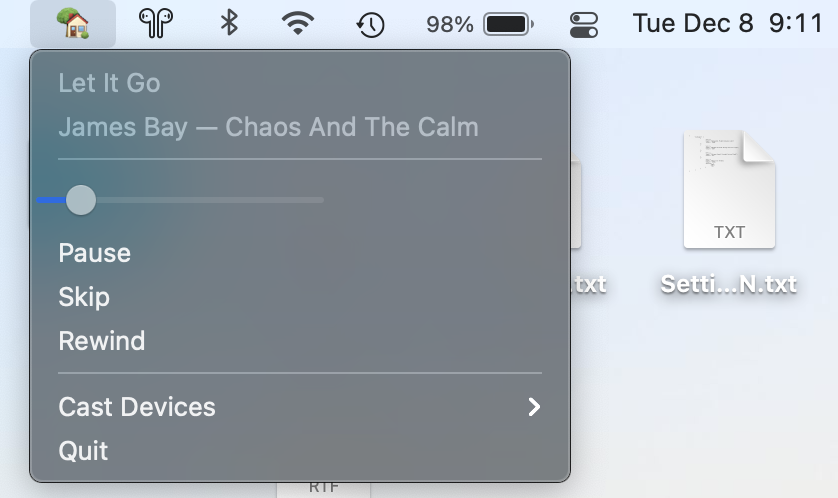 98% Tue Dec 8 9:11
Let It Go
James Bay — Chaos And The Calm
Pause
Skip
Rewind
Cast Devices
Quit
TXT
.txt
Setti...N.txt
RTF